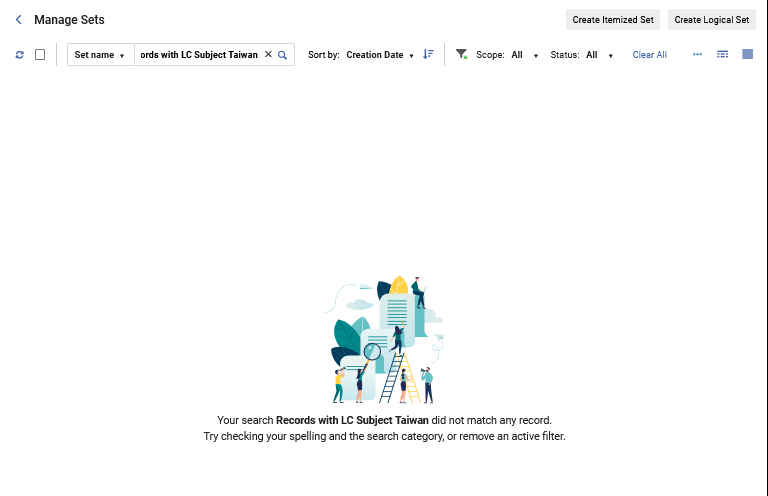 Manage Sets Create Itemized Set Create Logical Set
Set name ords with LC Subject Taiwan Sort by: Creation Date Scope: All Status: All Clear All
Your search Records with LC Subject Taiwan did not match any record.
Try checking your spelling and the search category, or remove an active filter.